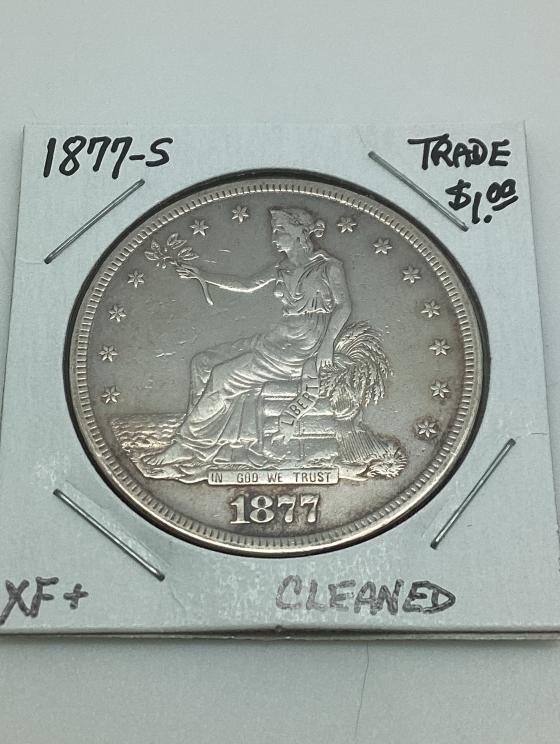 1877-S
TRADE
$1.00
LIBERTY
IN GOD WE TRUST
1877
XF+
CLEANED